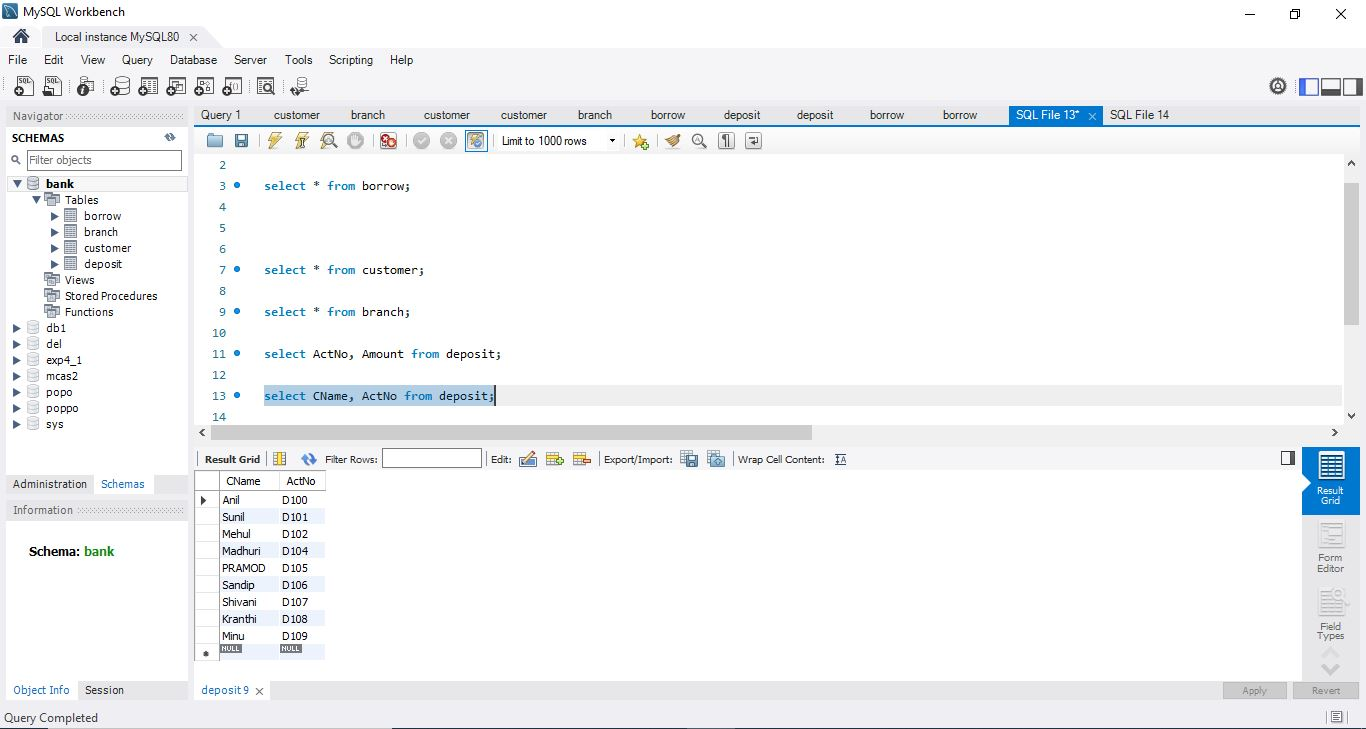 MySQL Workbench
Local instance MySQL80
File Edit View Query Database Server Tools Scripting Help
Navigator
SCHEMAS
Filter objects
bank
Tables
borrow
branch
customer
deposit
Views
Stored Procedures
Functions
db1
del
exp4_1
mcas2
popo
poppo
sys
Administration Schemas
Information
Schema: bank
Object Info Session
Query 1 customer branch customer customer branch borrow deposit deposit borrow borrow SQL File 13* SQL File 14
Limit to 1000 rows
2
3 select * from borrow;
4
5
6
7 select * from customer;
8
9 select * from branch;
10
11 select ActNo, Amount from deposit;
12
13 select CName, ActNo from deposit;
14
Result Grid Filter Rows: Edit: Export/Import: Wrap Cell Content: IA
CName ActNo
Anil D100
Sunil D101
Mehul D102
Madhuri D104
PRAMOD D105
Sandip D106
Shivani D107
Kranthi D108
Minu D109
NULL NULL
Result
Grid
Form
Editor
Field
Types
deposit 9
Apply Revert
Query Completed